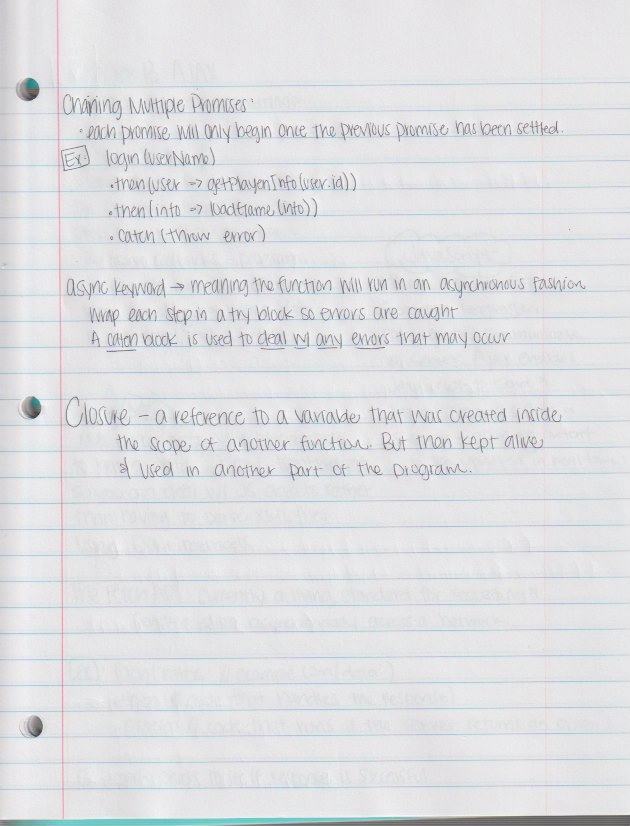 Chaining Multiple Promises:
• each promise will only begin once the previous promise has been settled.
Ex: login(userName)
.then(user => getPlayerInfo(user.id))
.then(info => loadGame(info))
.catch(throw error)
async keyword → meaning the function will run in an asynchronous fashion
Wrap each step in a try block so errors are caught
A catch block is used to deal w/ any errors that may occur
Closure - a reference to a variable that was created inside
the scope of another function. But than kept alive
& used in another part of the program.